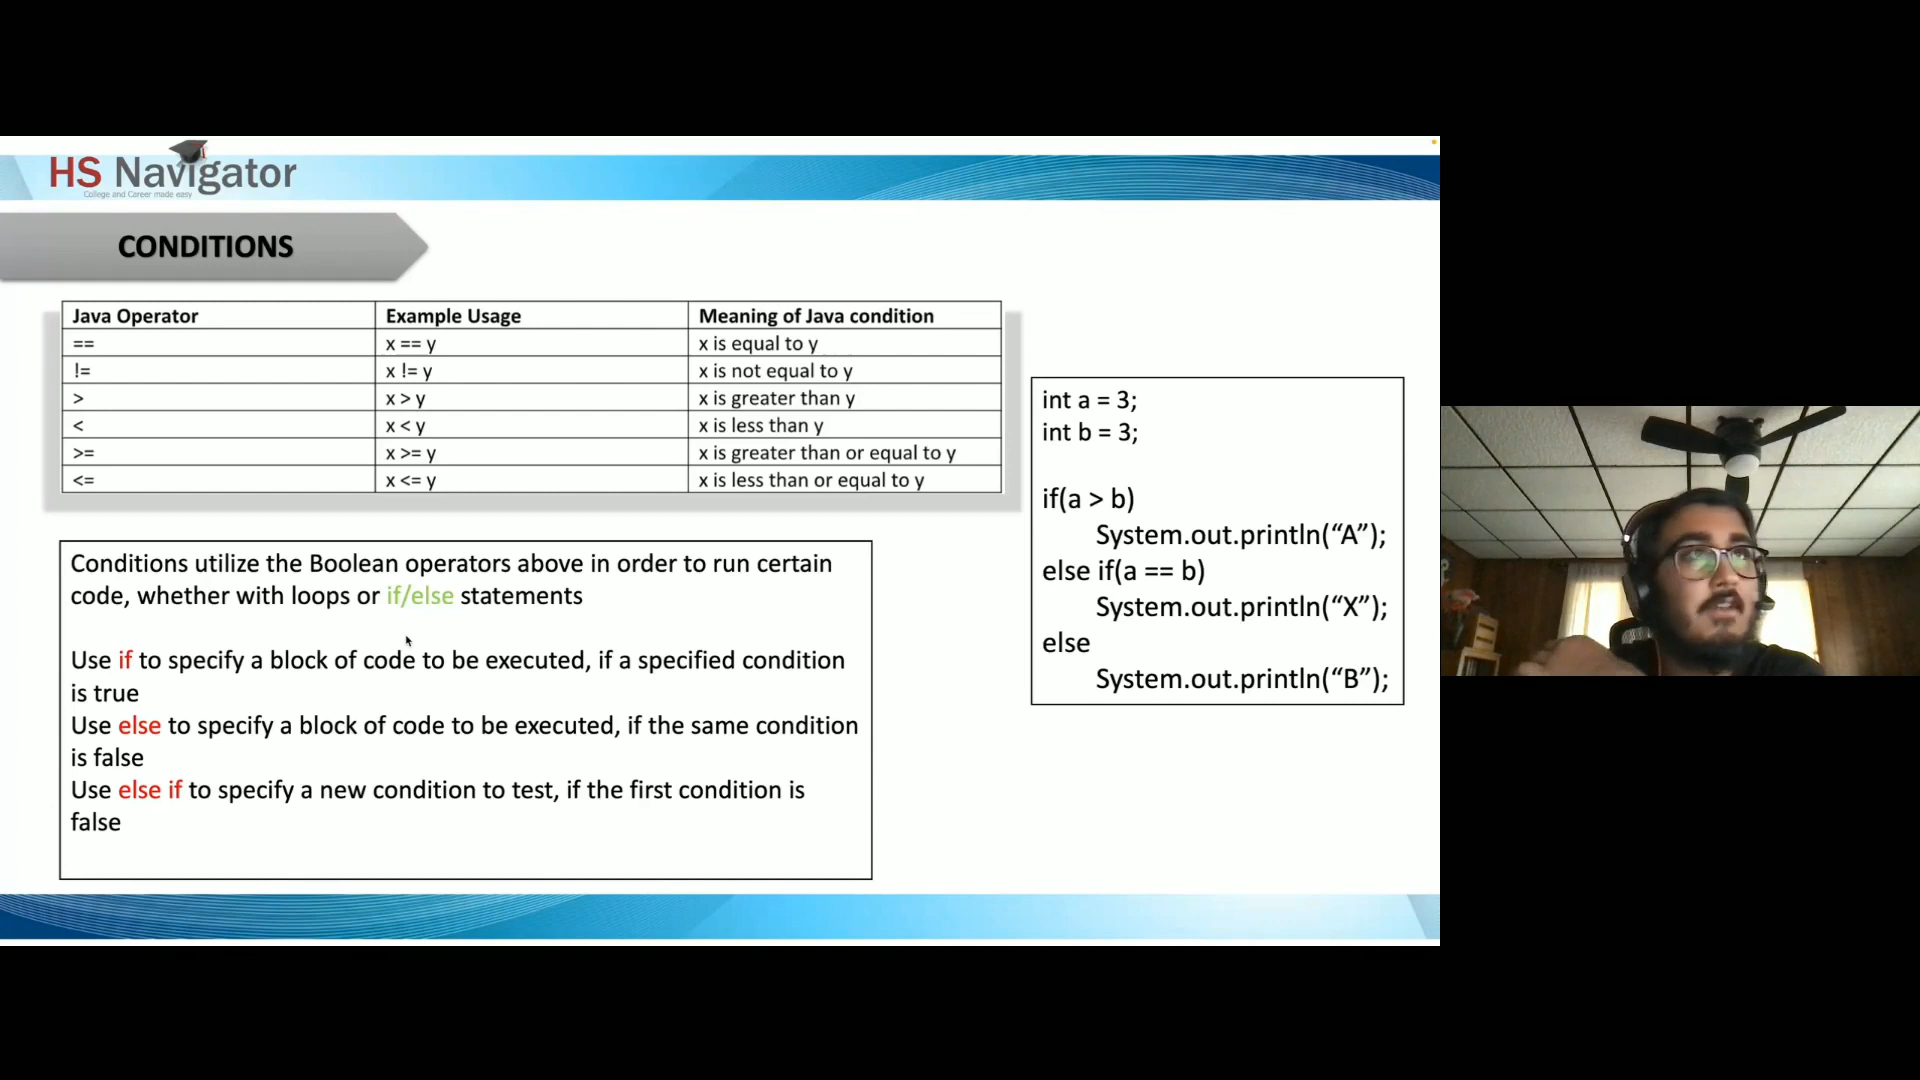 HS Navigator
College and Career made easy
CONDITIONS
Java Operator Example Usage Meaning of Java condition
== x == y x is equal to y
!= x != y x is not equal to y
> x > y x is greater than y
< x < y x is less than y
>= x >= y x is greater than or equal to y
<= x <= y x is less than or equal to y
Conditions utilize the Boolean operators above in order to run certain
code, whether with loops or if/else statements
Use if to specify a block of code to be executed, if a specified condition
is true
Use else to specify a block of code to be executed, if the same condition
is false
Use else if to specify a new condition to test, if the first condition is
false
int a = 3;
int b = 3;
if(a > b)
System.out.println(“A”);
else if(a == b)
System.out.println(“X”);
else
System.out.println(“B”);